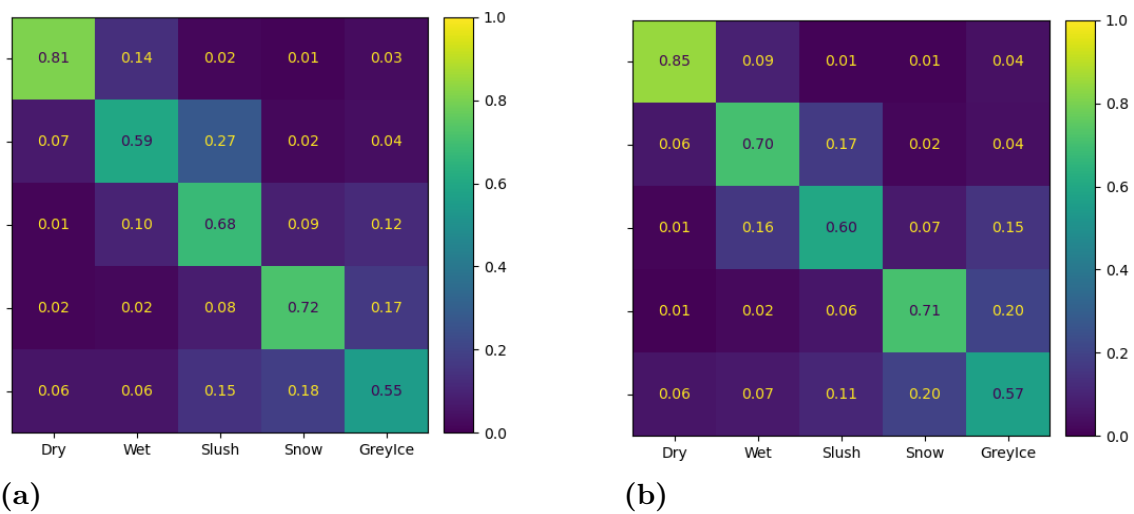 1.0
0.81 0.14 0.02 0.01 0.03
0.8
0.07 0.59 0.27 0.02 0.04
0.6
0.01 0.10 0.68 0.09 0.12
0.4
0.02 0.02 0.08 0.72 0.17
0.2
0.06 0.06 0.15 0.18 0.55
0.0
Dry Wet Slush Snow GreyIce
(a)
1.0
0.85 0.09 0.01 0.01 0.04
0.8
0.06 0.70 0.17 0.02 0.04
0.6
0.01 0.16 0.60 0.07 0.15
0.4
0.01 0.02 0.06 0.71 0.20
0.2
0.06 0.07 0.11 0.20 0.57
0.0
Dry Wet Slush Snow GreyIce
(b)